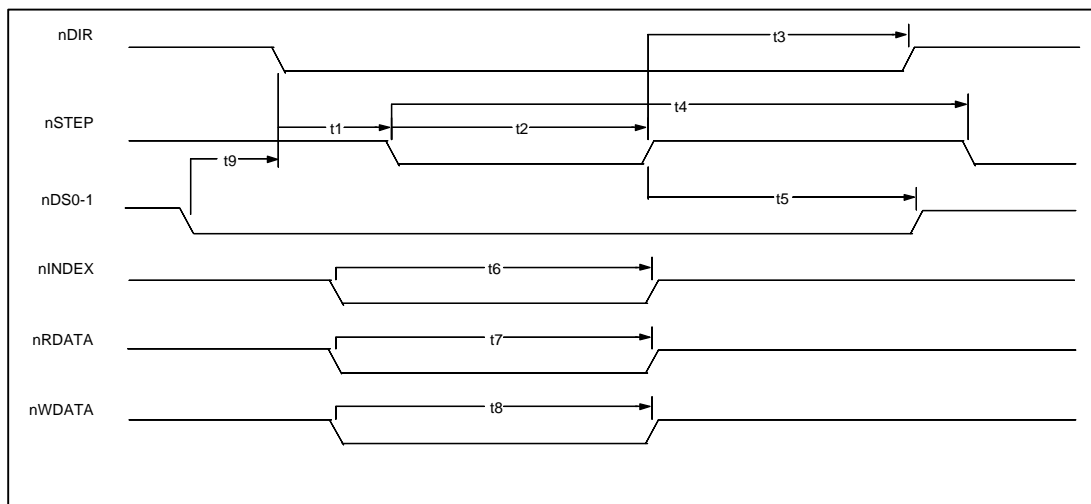 nDIR
t3
t4
nSTEP
t1
t2
t9
nDS0-1
t5
nINDEX
t6
nRDATA
t7
nWDATA
t8